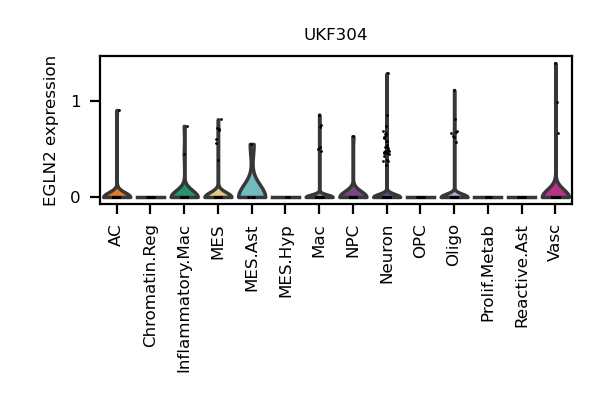 UKF304
EGLN2 expression
1
0
AC
Chromatin.Reg
Inflammatory.Mac
MES
MES.Ast
MES.Hyp
Mac
NPC
Neuron
OPC
Oligo
Prolif.Metab
Reactive.Ast
Vasc